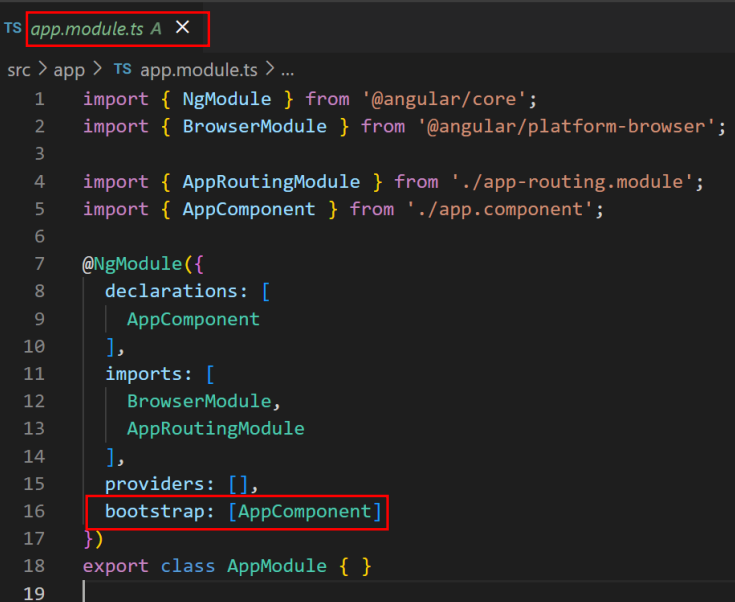 TS app.module.ts A ×
src > app > TS app.module.ts > ...
1 import { NgModule } from '@angular/core';
2 import { BrowserModule } from '@angular/platform-browser';
3
4 import { AppRoutingModule } from './app-routing.module';
5 import { AppComponent } from './app.component';
6
7 @NgModule({
8   declarations: [
9     AppComponent
10   ],
11   imports: [
12     BrowserModule,
13     AppRoutingModule
14   ],
15   providers: [],
16   bootstrap: [AppComponent]
17 })
18 export class AppModule { }
19